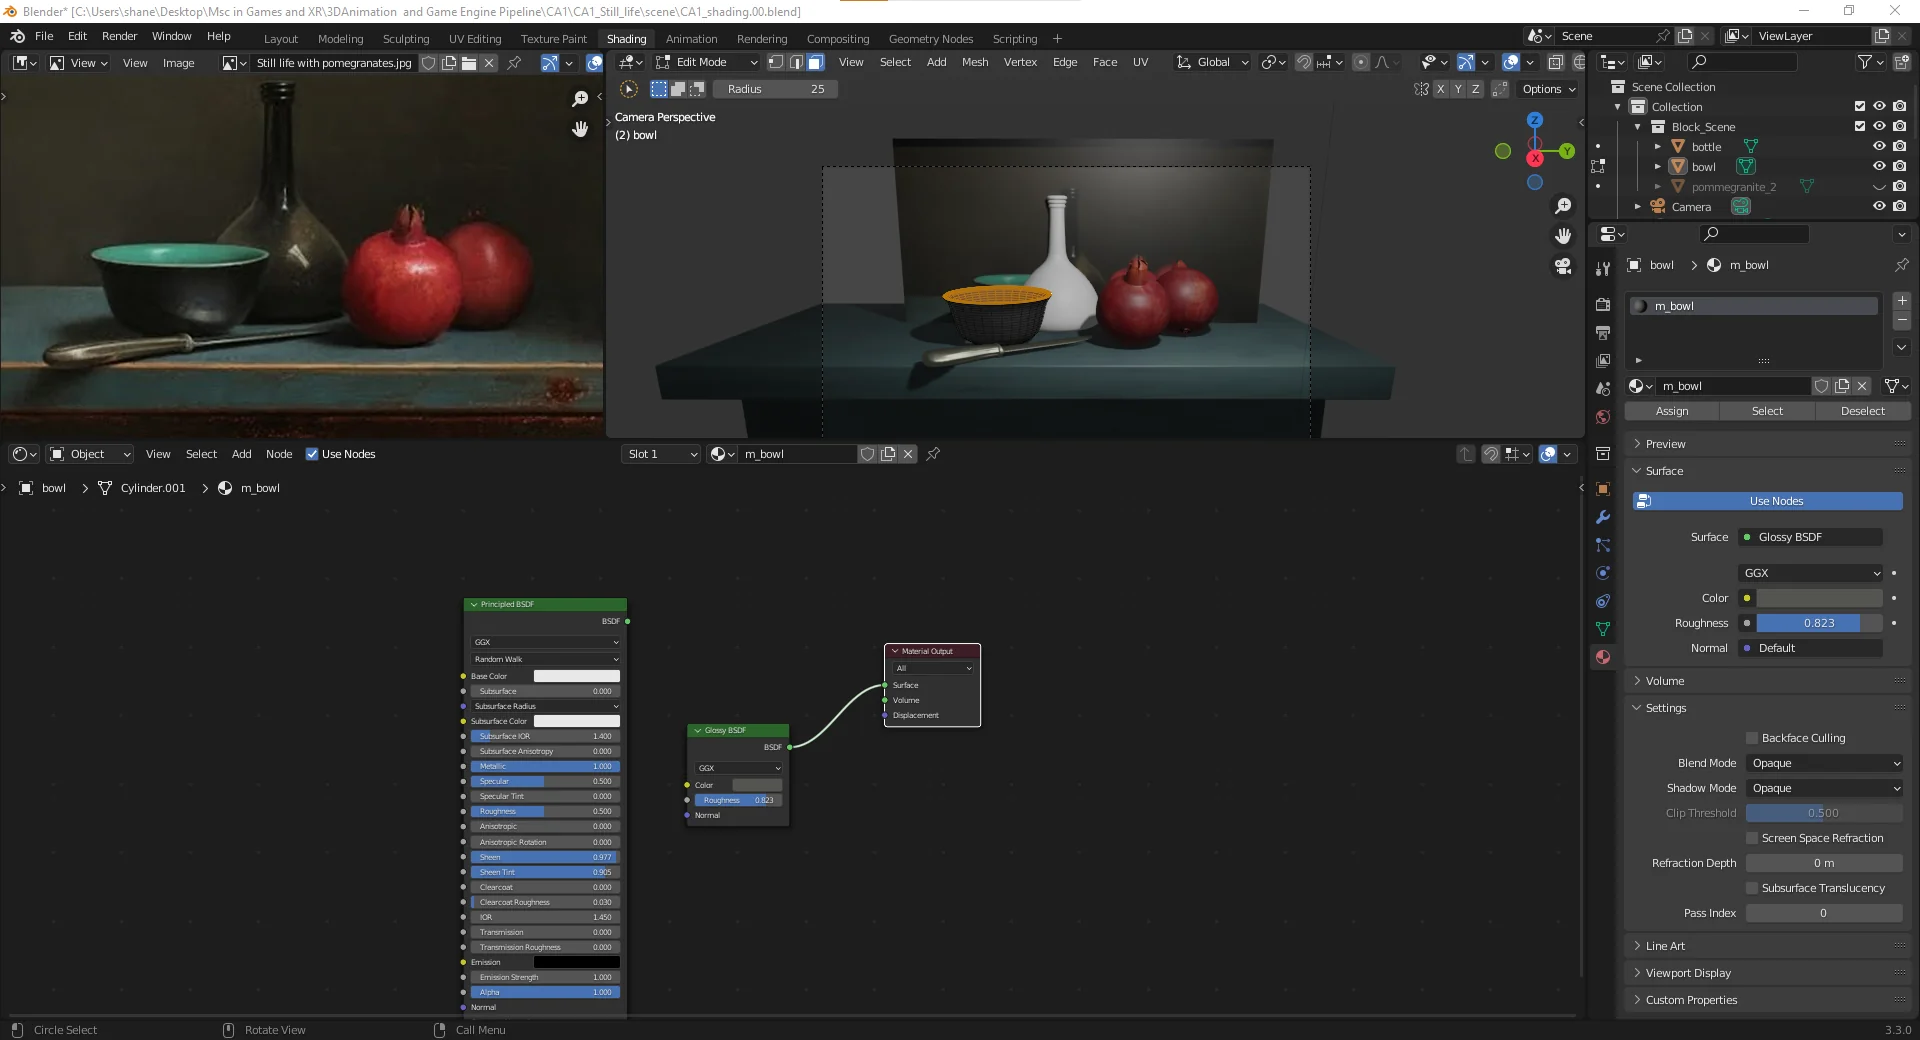 Blender* [C:\Users\shane\Desktop\Msc in Games and XR\3DAnimation  and Game Engine Pipeline\CA1\CA1_Still_life\scene\CA1_shading.00.blend]
File Edit Render Window Help Layout Modeling Sculpting UV Editing Texture Paint Shading Animation Rendering Compositing Geometry Nodes Scripting + Scene ViewLayer
View View Image Still life with pomegranates.jpg
Edit Mode View Select Add Mesh Vertex Edge Face UV Global
Radius 25 X Y Z Options
Camera Perspective
(2) bowl
Z
Y
X
Scene Collection
Collection
Block_Scene
bottle
bowl
pommegranite_2
Camera
bowl m_bowl
m_bowl
m_bowl
Assign Select Deselect
Preview
Surface
Use Nodes
Surface Glossy BSDF
GGX
Color
Roughness 0.823
Normal Default
Volume
Settings
Backface Culling
Blend Mode Opaque
Shadow Mode Opaque
Clip Threshold 0.500
Screen Space Refraction
Refraction Depth 0 m
Subsurface Translucency
Pass Index 0
Line Art
Viewport Display
Custom Properties
Object View Select Add Node Use Nodes Slot 1 m_bowl
bowl Cylinder.001 m_bowl
Principled BSDF
BSDF
GGX
Random Walk
Base Color
Subsurface 0.000
Subsurface Radius
Subsurface Color
Subsurface IOR 1.400
Subsurface Anisotropy 0.000
Metallic 1.000
Specular 0.500
Specular Tint 0.000
Roughness 0.500
Anisotropic 0.000
Anisotropic Rotation 0.000
Sheen 0.977
Sheen Tint 0.905
Clearcoat 0.000
Clearcoat Roughness 0.030
IOR 1.450
Transmission 0.000
Transmission Roughness 0.000
Emission
Emission Strength 1.000
Alpha 1.000
Normal
Glossy BSDF
BSDF
GGX
Color
Roughness 0.823
Normal
Material Output
All
Surface
Volume
Displacement
Circle Select Rotate View Call Menu 3.3.0